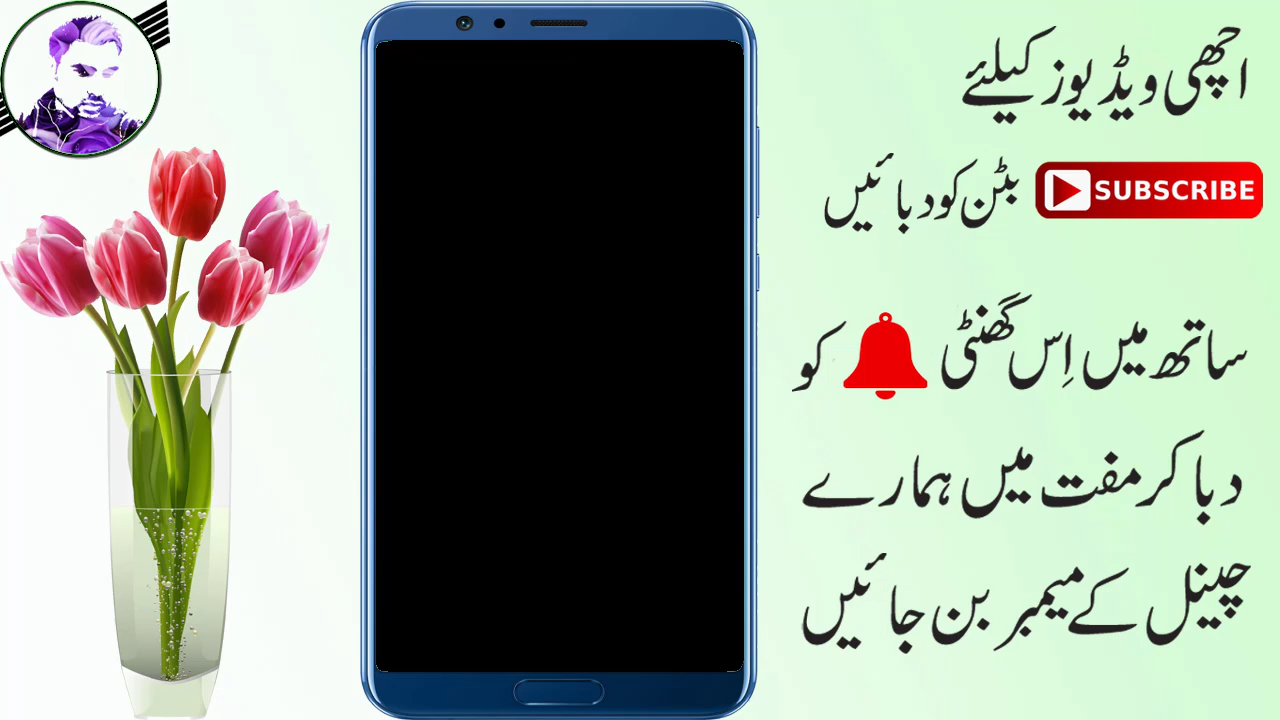 اچھی ویڈیوز کیلئے
SUBSCRIBE بٹن کو دبائیں
ساتھ میں اِس گھنٹی کو
دبا کر مفت میں ہمارے
چینل کے میمبر بن جائیں